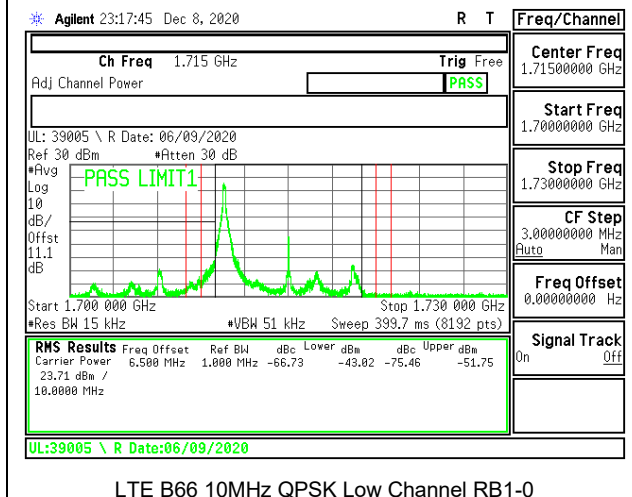 Agilent 23:17:45 Dec 8, 2020 R T
Freq/Channel
Ch Freq 1.715 GHz Trig Free
Adj Channel Power PASS
UL: 39005 \ R Date: 06/09/2020
Ref 30 dBm #Atten 30 dB
#Avg
Log
10
dB/
Offst
11.1
dB
PASS LIMIT1
Start 1.700 000 GHz Stop 1.730 000 GHz
#Res BW 15 kHz #VBW 51 kHz Sweep 399.7 ms (8192 pts)
RMS Results Freq Offset Ref BW dBc Lower dBm dBc Upper dBm
Carrier Power 6.500 MHz 1.000 MHz -66.73 -43.02 -75.46 -51.75
23.71 dBm /
10.0000 MHz
UL:39005 \ R Date:06/09/2020
Center Freq
1.71500000 GHz
Start Freq
1.70000000 GHz
Stop Freq
1.73000000 GHz
CF Step
3.00000000 MHz
Auto Man
Freq Offset
0.00000000 Hz
Signal Track
On Off
LTE B66 10MHz QPSK Low Channel RB1-0